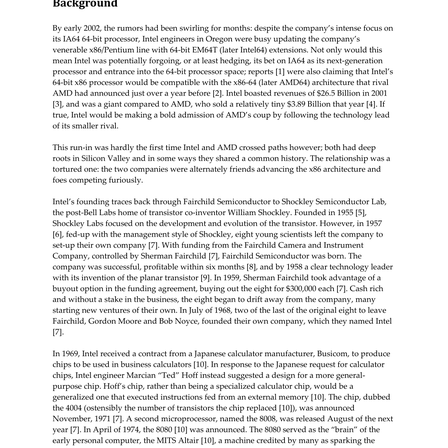 Background
By early 2002, the rumors had been swirling for months: despite the company's intense focus on
its IA64 64-bit processor, Intel engineers in Oregon were busy updating the company's
venerable x86/Pentium line with 64-bit EM64T (later Intel64) extensions. Not only would this
mean Intel was potentially forgoing, or at least hedging, its bet on IA64 as its next-generation
processor and entrance into the 64-bit processor space; reports [1] were also claiming that Intel's
64-bit x86 processor would be compatible with the x86-64 (later AMD64) architecture that rival
AMD had announced just over a year before [2]. Intel boasted revenues of $26.5 Billion in 2001
[3], and was a giant compared to AMD, who sold a relatively tiny $3.89 Billion that year [4]. If
true, Intel would be making a bold admission of AMD's coup by following the technology lead
of its smaller rival.
This run-in was hardly the first time Intel and AMD crossed paths however; both had deep
roots in Silicon Valley and in some ways they shared a common history. The relationship was a
tortured one: the two companies were alternately friends advancing the x86 architecture and
foes competing furiously.
Intel's founding traces back through Fairchild Semiconductor to Shockley Semiconductor Lab,
the post-Bell Labs home of transistor co-inventor William Shockley. Founded in 1955 [5],
Shockley Labs focused on the development and evolution of the transistor. However, in 1957
[6], fed-up with the management style of Shockley, eight young scientists left the company to
set-up their own company [7]. With funding from the Fairchild Camera and Instrument
Company, controlled by Sherman Fairchild [7], Fairchild Semiconductor was born. The
company was successful, profitable within six months [8], and by 1958 a clear technology leader
with its invention of the planar transistor [9]. In 1959, Sherman Fairchild took advantage of a
buyout option in the funding agreement, buying out the eight for $300,000 each [7]. Cash rich
and without a stake in the business, the eight began to drift away from the company, many
starting new ventures of their own. In July of 1968, two of the last of the original eight to leave
Fairchild, Gordon Moore and Bob Noyce, founded their own company, which they named Intel
[7].
In 1969, Intel received a contract from a Japanese calculator manufacturer, Busicom, to produce
chips to be used in business calculators [10]. In response to the Japanese request for calculator
chips, Intel engineer Marcian "Ted" Hoff instead suggested a design for a more general-
purpose chip. Hoff's chip, rather than being a specialized calculator chip, would be a
generalized one that executed instructions fed from an external memory [10]. The chip, dubbed
the 4004 (ostensibly the number of transistors the chip replaced [10]), was announced
November, 1971 [7]. A second microprocessor, named the 8008, was released August of the next
year [7]. In April of 1974, the 8080 [10] was announced. The 8080 served as the "brain" of the
early personal computer, the MITS Altair [10], a machine credited by many as sparking the